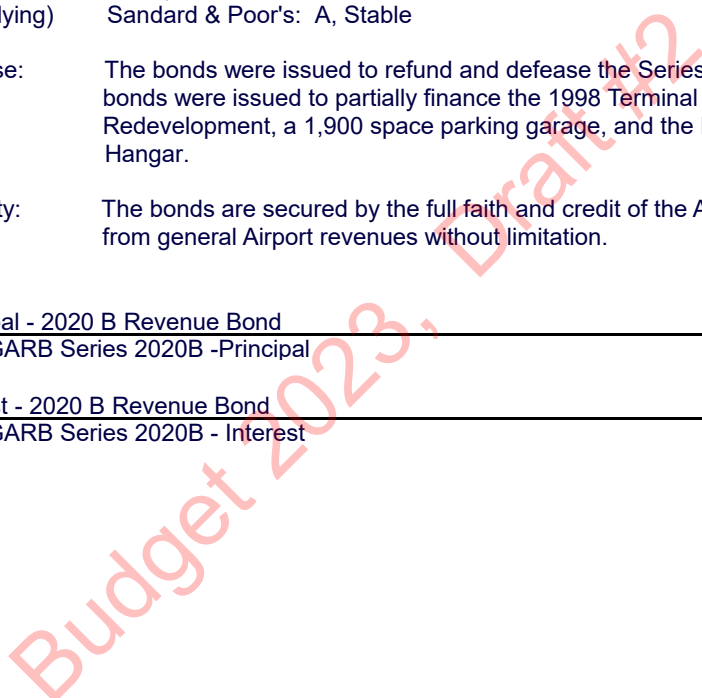 lying) Sandard & Poor's: A, Stable
se: The bonds were issued to refund and defease the Series
bonds were issued to partially finance the 1998 Terminal
Redevelopment, a 1,900 space parking garage, and the
Hangar.
ty: The bonds are secured by the full faith and credit of the A
from general Airport revenues without limitation.
al - 2020 B Revenue Bond
GARB Series 2020B -Principal
t - 2020 B Revenue Bond
GARB Series 2020B - Interest
Budget 2023, Draft #2